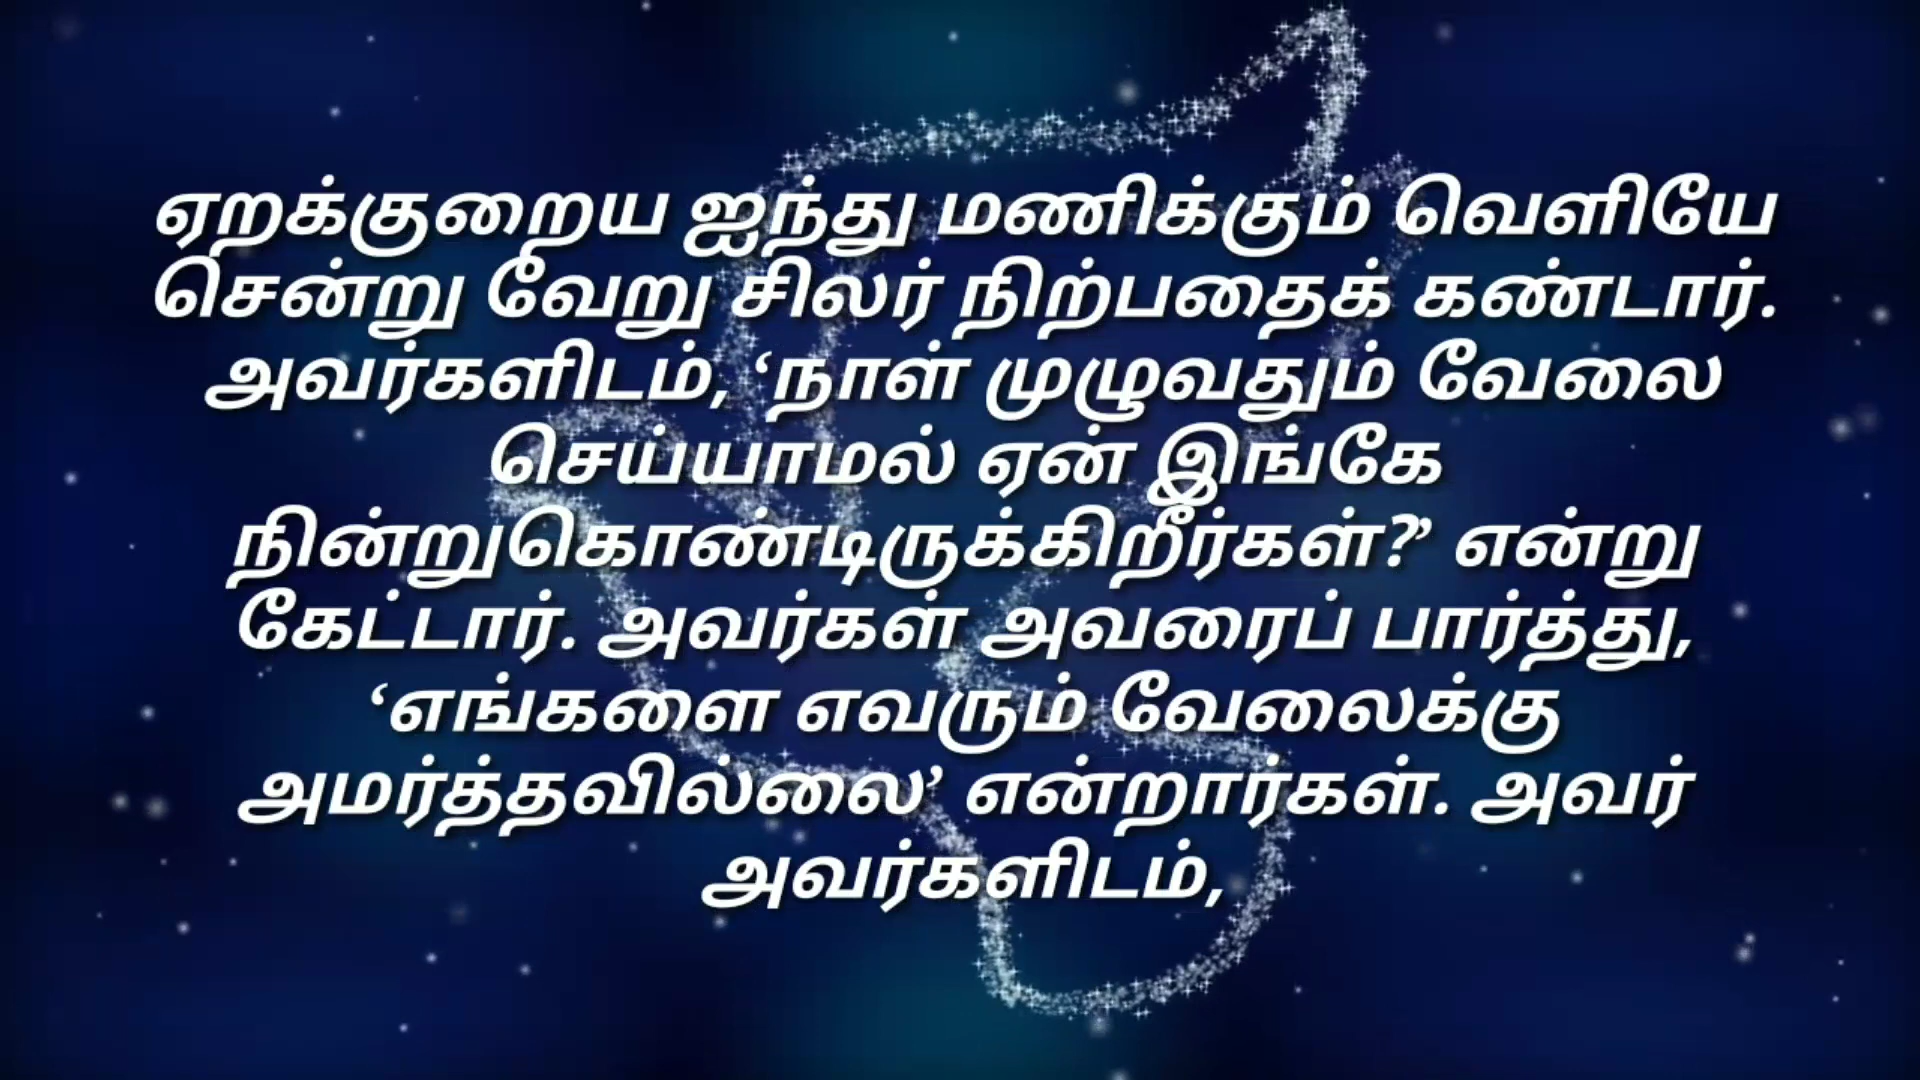 ஏறக்குறைய ஐந்து மணிக்கும் வெளியே
சென்று வேறு சிலர் நிற்பதைக் கண்டார்.
அவர்களிடம், ‘நாள் முழுவதும் வேலை
செய்யாமல் ஏன் இங்கே
நின்றுகொண்டிருக்கிறீர்கள்?’ என்று
கேட்டார். அவர்கள் அவரைப் பார்த்து,
‘எங்களை எவரும் வேலைக்கு
அமர்த்தவில்லை’ என்றார்கள். அவர்
அவர்களிடம்,